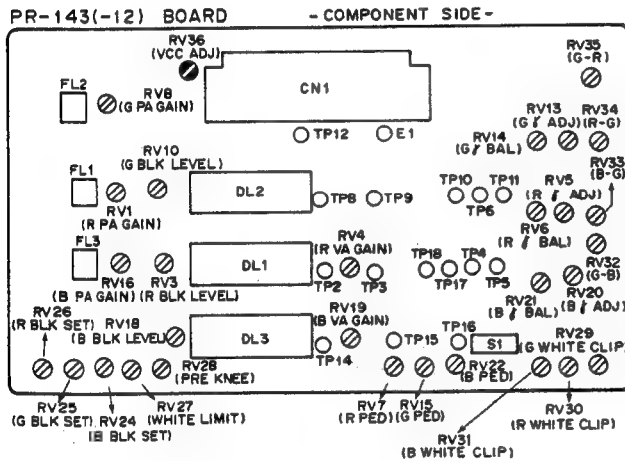 PR-143(-12) BOARD -COMPONENT SIDE-
RV36
(VCC ADJ)
RV35
(G-R)
FL2
RV8
(G PA GAIN)
CN1
RV13
(G γ ADJ)
RV34
(R-G)
TP12
E1
RV14
(G γ BAL)
RV10
(G BLK LEVEL)
RV33
(B-G)
FL1
RV1
(R PA GAIN)
DL2
TP8
TP9
TP10
TP6
TP11
RV5
(R γ ADJ)
RV6
(R γ BAL)
FL3
RV16
(B PA GAIN)
RV3
(R BLK LEVEL)
DL1
RV4
(R VA GAIN)
TP2
TP3
TP18
TP17
TP4
TP5
RV32
(G-B)
RV21
(B γ BAL)
RV20
(B γ ADJ)
RV26
(R BLK SET)
RV18
(B BLK LEVEL)
DL3
RV19
(B VA GAIN)
TP14
TP15
TP16
S1
RV29
(G WHITE CLIP)
RV28
(PRE KNEE)
RV22
(B PED)
RV25
(G BLK SET)
RV24
(B BLK SET)
RV27
(WHITE LIMIT)
RV7
(R PED)
RV15
(G PED)
RV31
(B WHITE CLIP)
RV30
(R WHITE CLIP)